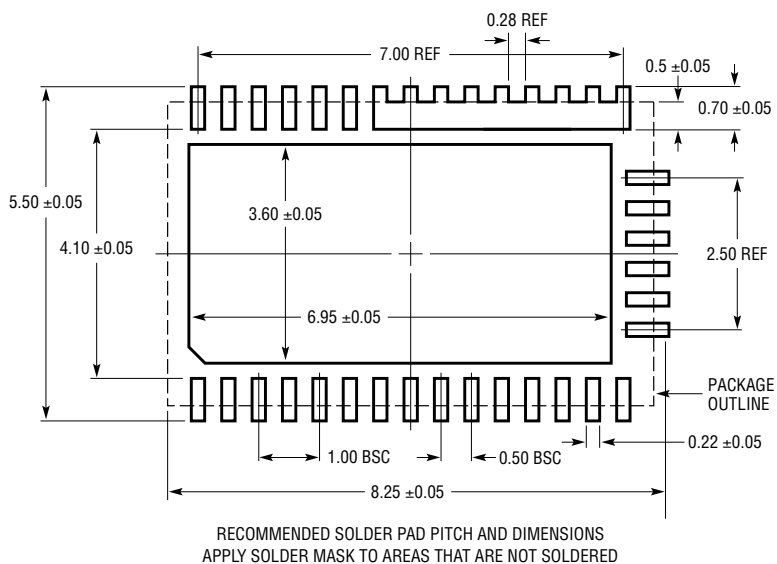 0.28 REF
7.00 REF
0.5 ±0.05
0.70 ±0.05
5.50 ±0.05
4.10 ±0.05
3.60 ±0.05
2.50 REF
6.95 ±0.05
PACKAGE
OUTLINE
1.00 BSC
0.50 BSC
0.22 ±0.05
8.25 ±0.05
RECOMMENDED SOLDER PAD PITCH AND DIMENSIONS
APPLY SOLDER MASK TO AREAS THAT ARE NOT SOLDERED